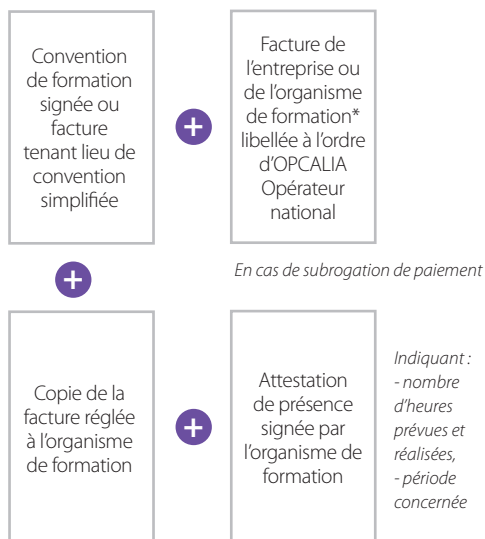 Convention
de formation
signée ou
facture
tenant lieu de
convention
simplifiée
+
Facture de
l'entreprise ou
de l'organisme
de formation*
libellée à l'ordre
d'OPCALIA
Opérateur
national
En cas de subrogation de paiement
+
Copie de la
facture réglée
à l'organisme
de formation
+
Attestation
de présence
signée par
l'organisme de
formation
Indiquant :
- nombre
d'heures
prévues et
réalisées,
- période
concernée